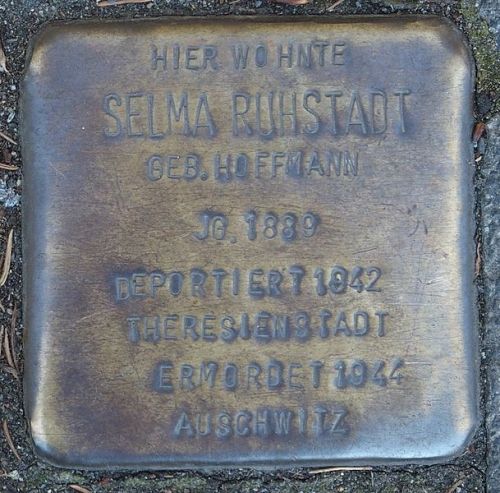 HIER WOHNTE
SELMA RUHSTADT
GEB. HOFFMANN
JG. 1889
DEPORTIERT 1942
THERESIENSTADT
ERMORDET 1944
AUSCHWITZ